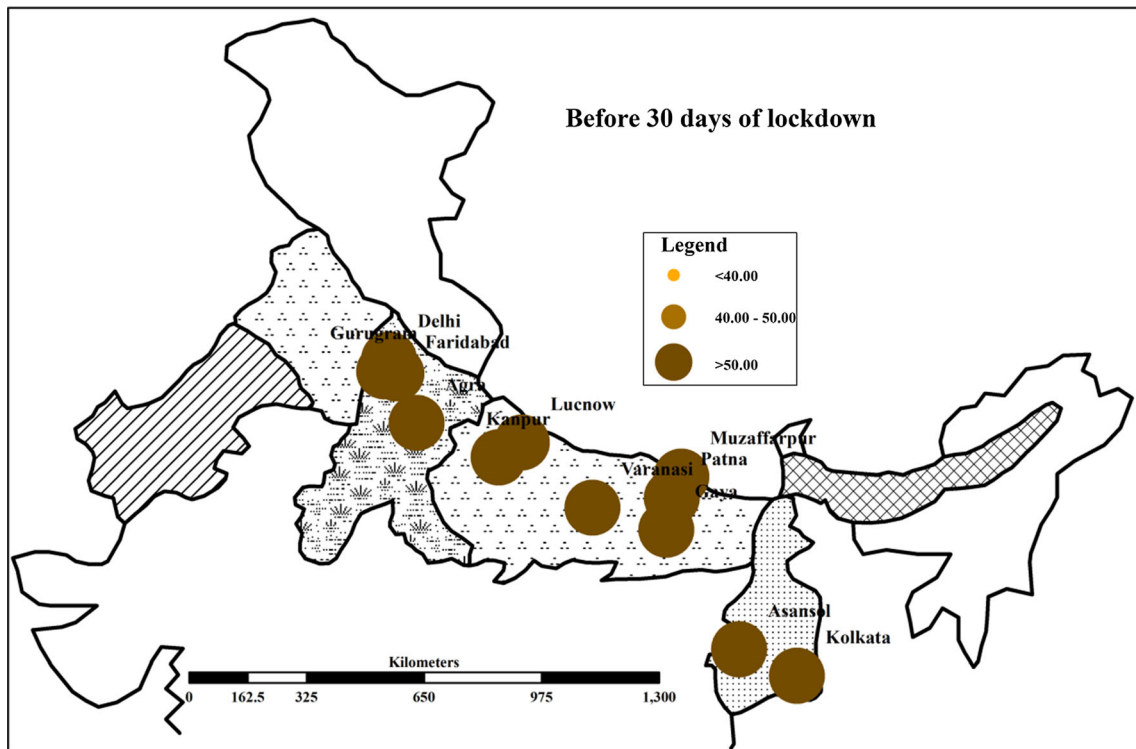 Before 30 days of lockdown
Legend
<40.00
40.00 - 50.00
>50.00
Delhi
Gurugram
Faridabad
Agra
Lucnow
Kanpur
Muzaffarpur
Patna
Varanasi
Gaya
Asansol
Kolkata
Kilometers
0 162.5 325 650 975 1,300